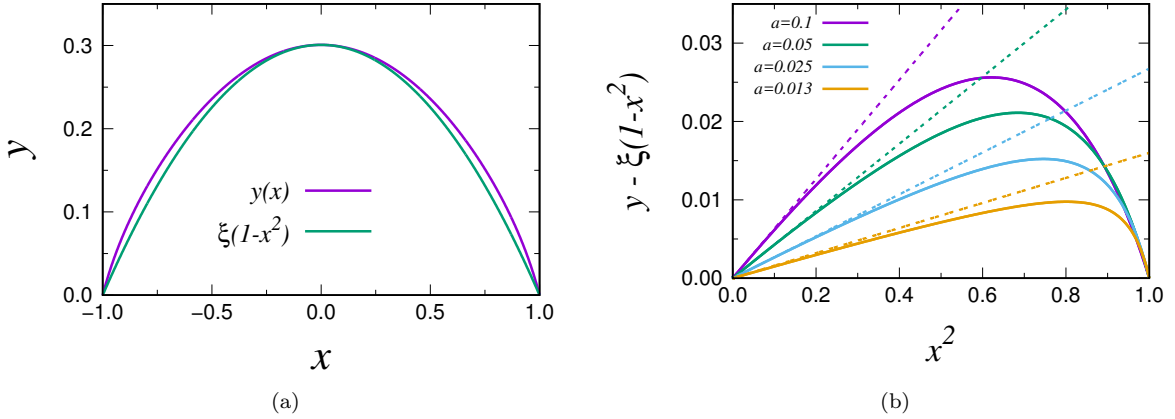 0.3
0.2
0.1
0.0
y
y(x)
ξ(1-x²)
−1.0 −0.5 0.0 0.5 1.0
x
(a)
0.03
0.02
0.01
0.00
y - ξ(1-x²)
a=0.1
a=0.05
a=0.025
a=0.013
0.0 0.2 0.4 0.6 0.8 1.0
x²
(b)